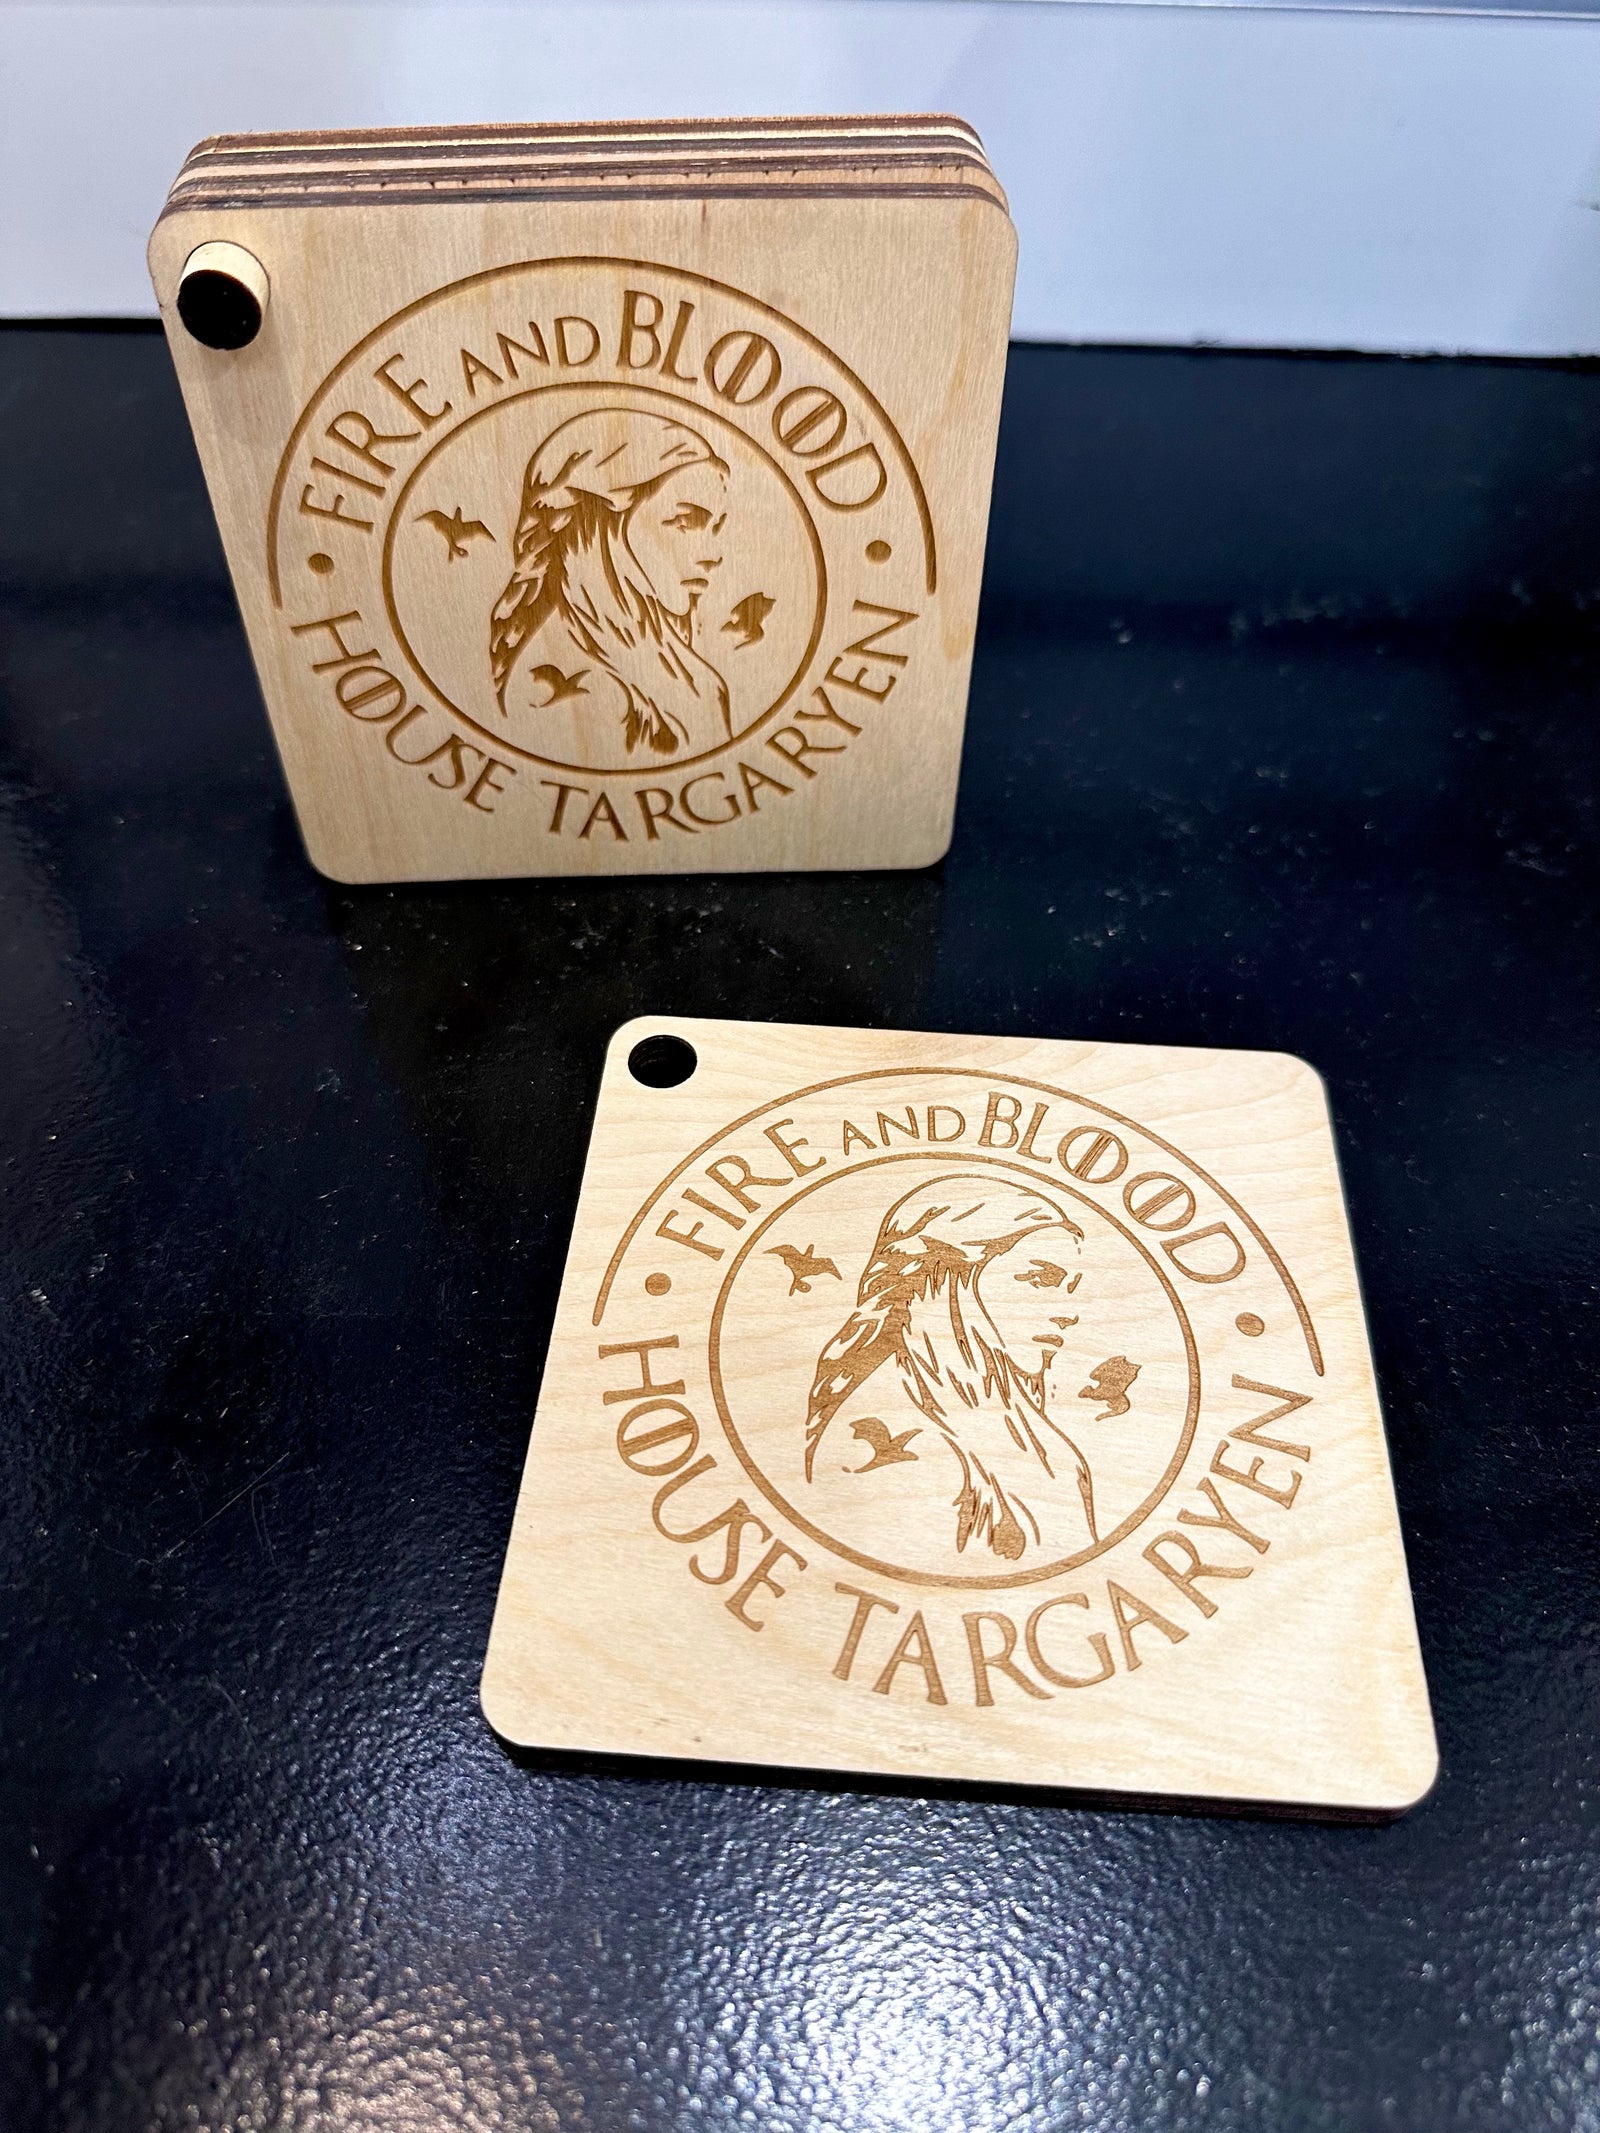 FIRE AND BLOOD
HOUSE TARGARYEN
FIRE AND BLOOD
HOUSE TARGARYEN